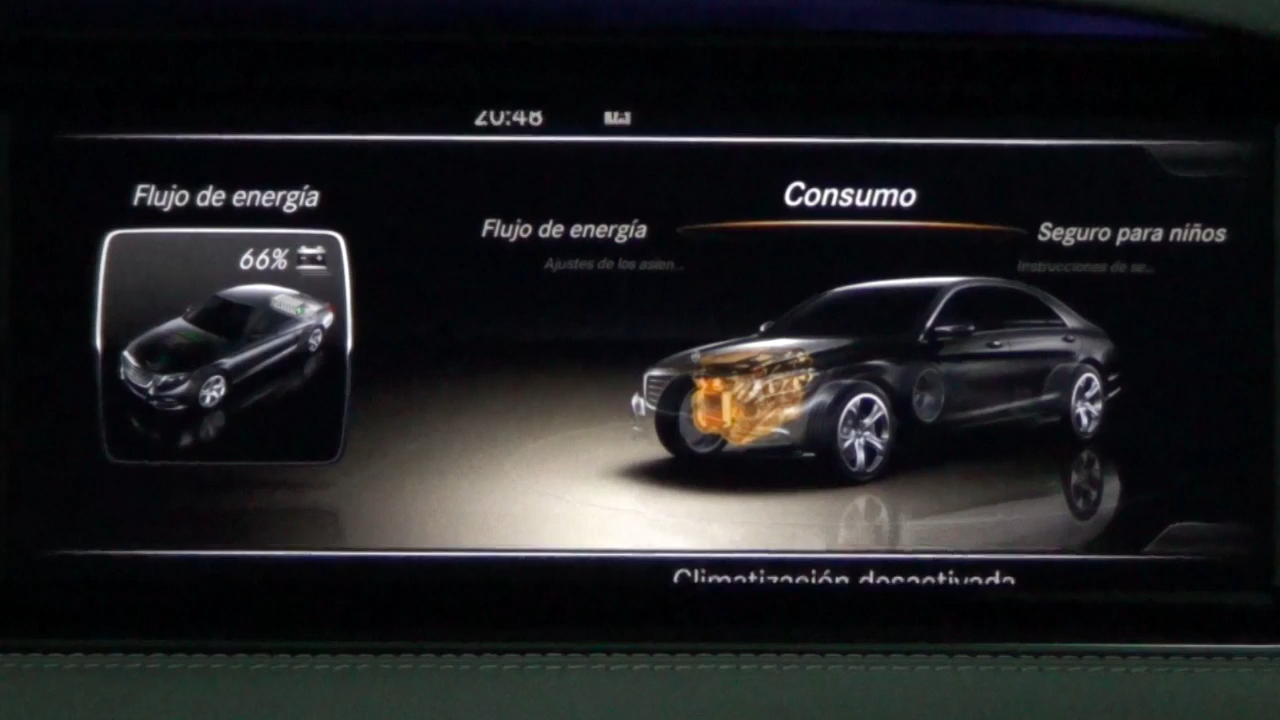 20:48
Flujo de energía
66%
Flujo de energía
Consumo
Seguro para niños
Ajustes de los asien...
Instrucciones de se...
Climatización desactivada